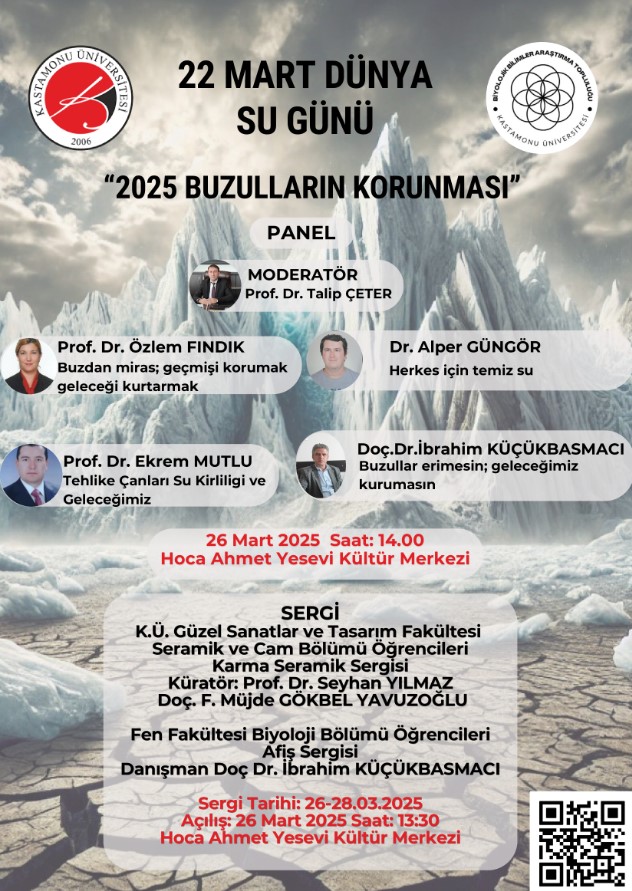 KASTAMONU ÜNİVERSİTESİ
2006
22 MART DÜNYA
SU GÜNÜ
BİYOLOJİK BİLİMLER ARAŞTIRMA TOPLULUĞU
KASTAMONU ÜNİVERSİTESİ
“2025 BUZULLARIN KORUNMASI”
PANEL
MODERATÖR
Prof. Dr. Talip ÇETER
Prof. Dr. Özlem FINDIK
Buzdan miras; geçmişi korumak
geleceği kurtarmak
Dr. Alper GÜNGÖR
Herkes için temiz su
Prof. Dr. Ekrem MUTLU
Tehlike Çanları Su Kirliligi ve
Geleceğimiz
Doç.Dr.İbrahim KÜÇÜKBASMACI
Buzullar erimesin; geleceğimiz
kurumasın
26 Mart 2025 Saat: 14.00
Hoca Ahmet Yesevi Kültür Merkezi
SERGİ
K.Ü. Güzel Sanatlar ve Tasarım Fakültesi
Seramik ve Cam Bölümü Öğrencileri
Karma Seramik Sergisi
Küratör: Prof. Dr. Seyhan YILMAZ
Doç. F. Müjde GÖKBEL YAVUZOĞLU
Fen Fakültesi Biyoloji Bölümü Öğrencileri
Afiş Sergisi
Danışman Doç Dr. İbrahim KÜÇÜKBASMACI
Sergi Tarihi: 26-28.03.2025
Açılış: 26 Mart 2025 Saat: 13:30
Hoca Ahmet Yesevi Kültür Merkezi